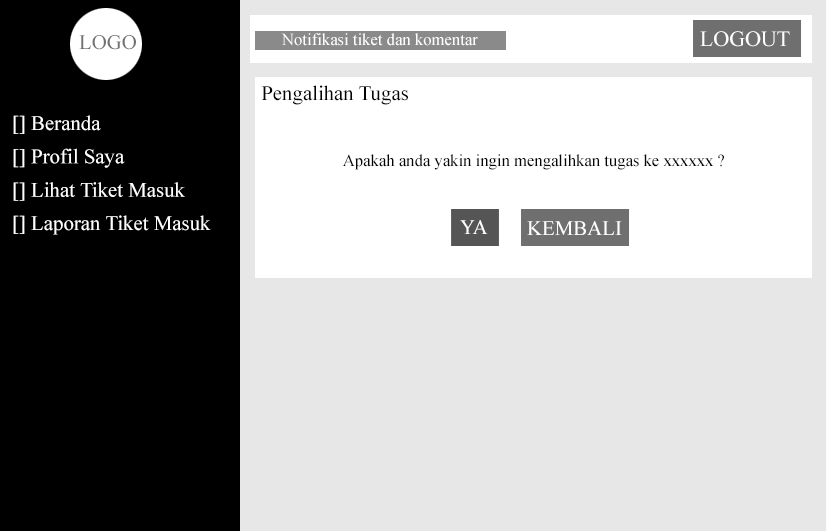 LOGO
[] Beranda
[] Profil Saya
[] Lihat Tiket Masuk
[] Laporan Tiket Masuk
Notifikasi tiket dan komentar
LOGOUT
Pengalihan Tugas
Apakah anda yakin ingin mengalihkan tugas ke xxxxxx ?
YA
KEMBALI